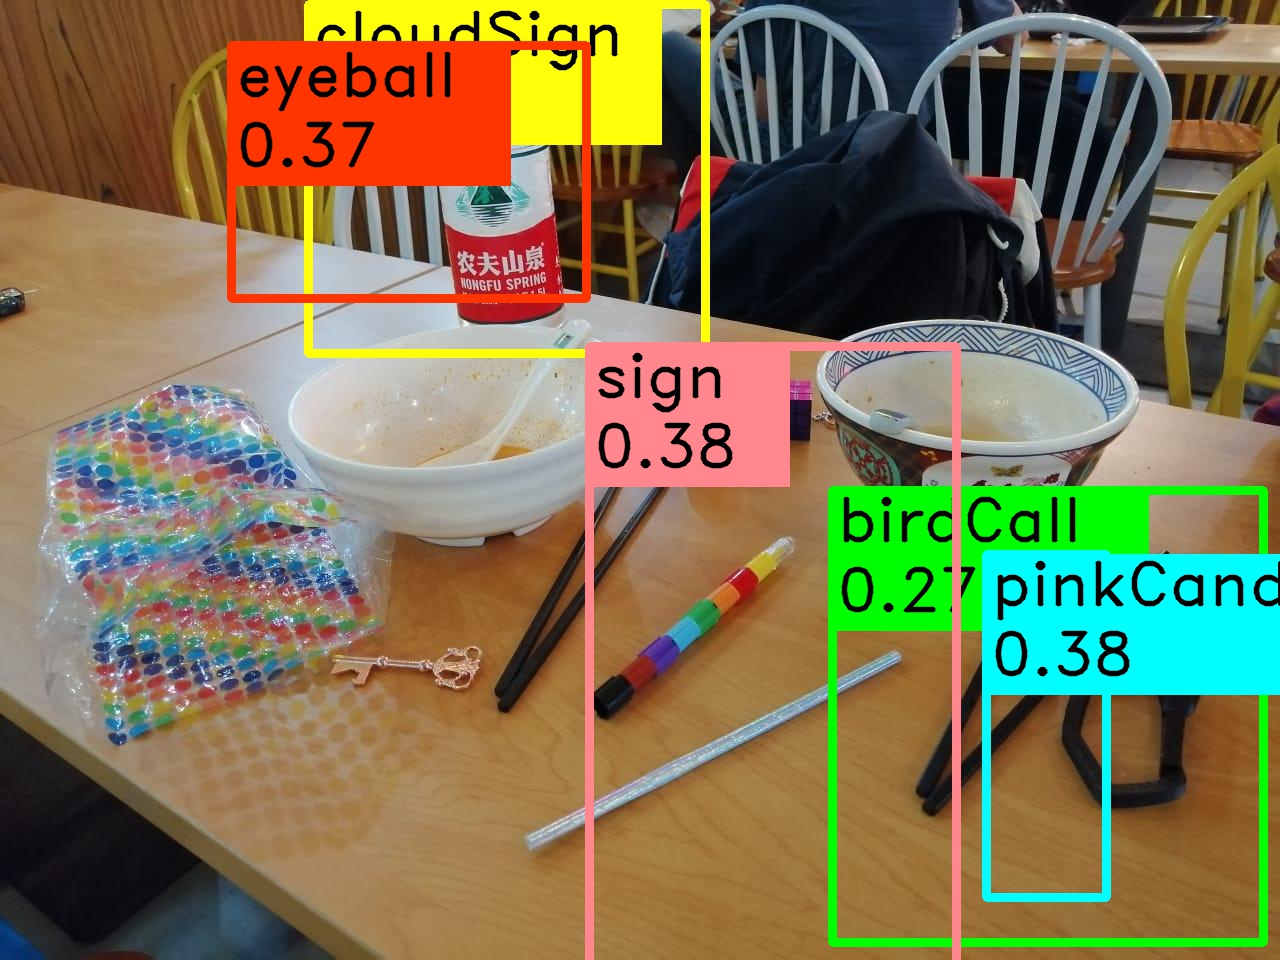 cloudSign
eyeball
0.37
农夫山泉
NONGFU SPRING
sign
0.38
birdCall
0.27
pinkCand
0.38